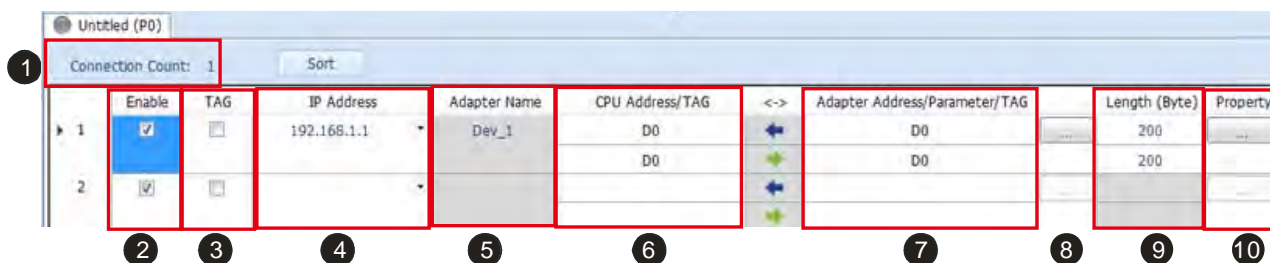 Untitled (P0)
1 Connection Count: 1 Sort
Enable TAG IP Address Adapter Name CPU Address/TAG <-> Adapter Address/Parameter/TAG Length (Byte) Property
1 192.168.1.1 Dev_1 D0 D0 ... 200 ...
D0 D0 200
2 ... ...
2 3 4 5 6 7 8 9 10